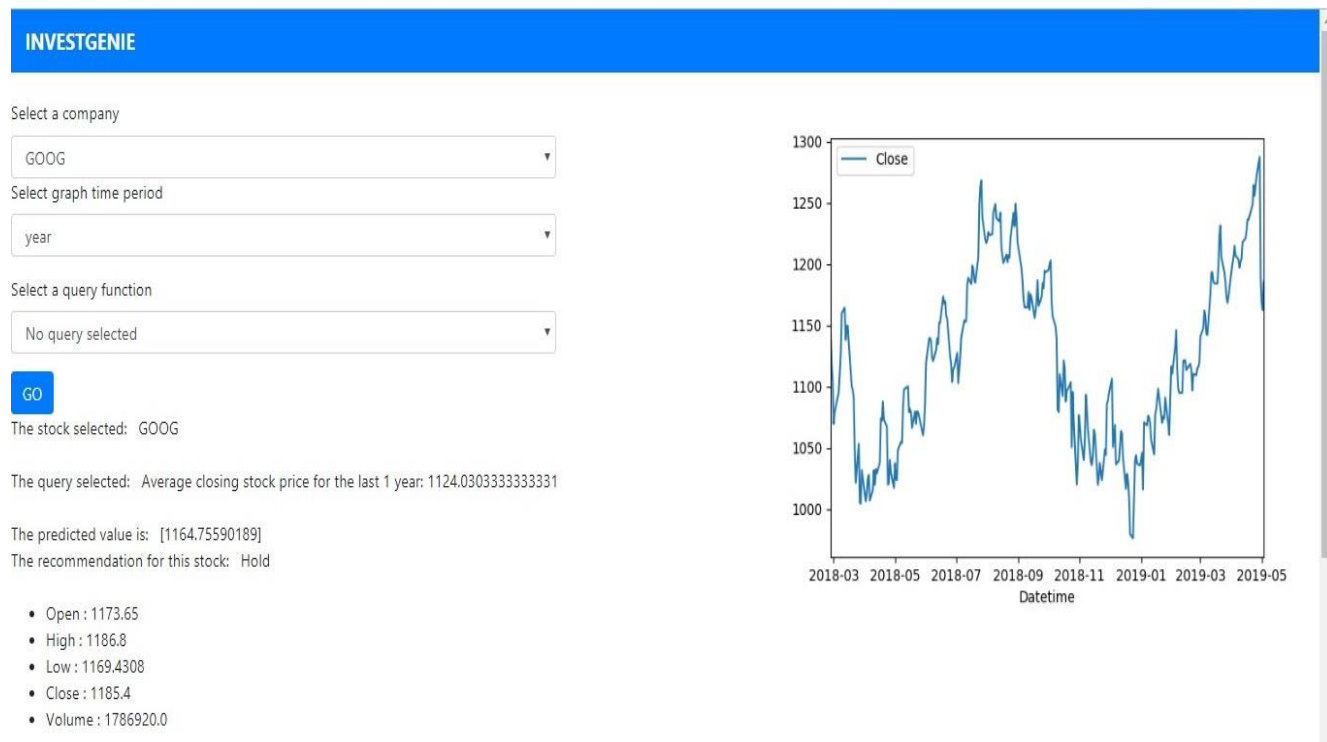 INVESTGENIE
Select a company
GOOG
Select graph time period
year
Select a query function
No query selected
GO
The stock selected: GOOG
The query selected: Average closing stock price for the last 1 year: 1124.0303333333331
The predicted value is: [1164.75590189]
The recommendation for this stock: Hold
• Open : 1173.65
• High : 1186.8
• Low : 1169.4308
• Close : 1185.4
• Volume : 1786920.0
Close
1300
1250
1200
1150
1100
1050
1000
2018-03 2018-05 2018-07 2018-09 2018-11 2019-01 2019-03 2019-05
Datetime